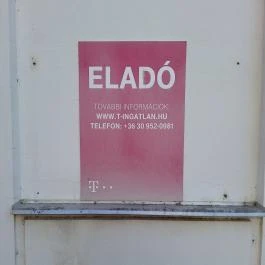 ELADÓ
TOVÁBBI INFORMÁCIÓK:
WWW.T-INGATLAN.HU
TELEFON: +36 30 952-0981
T